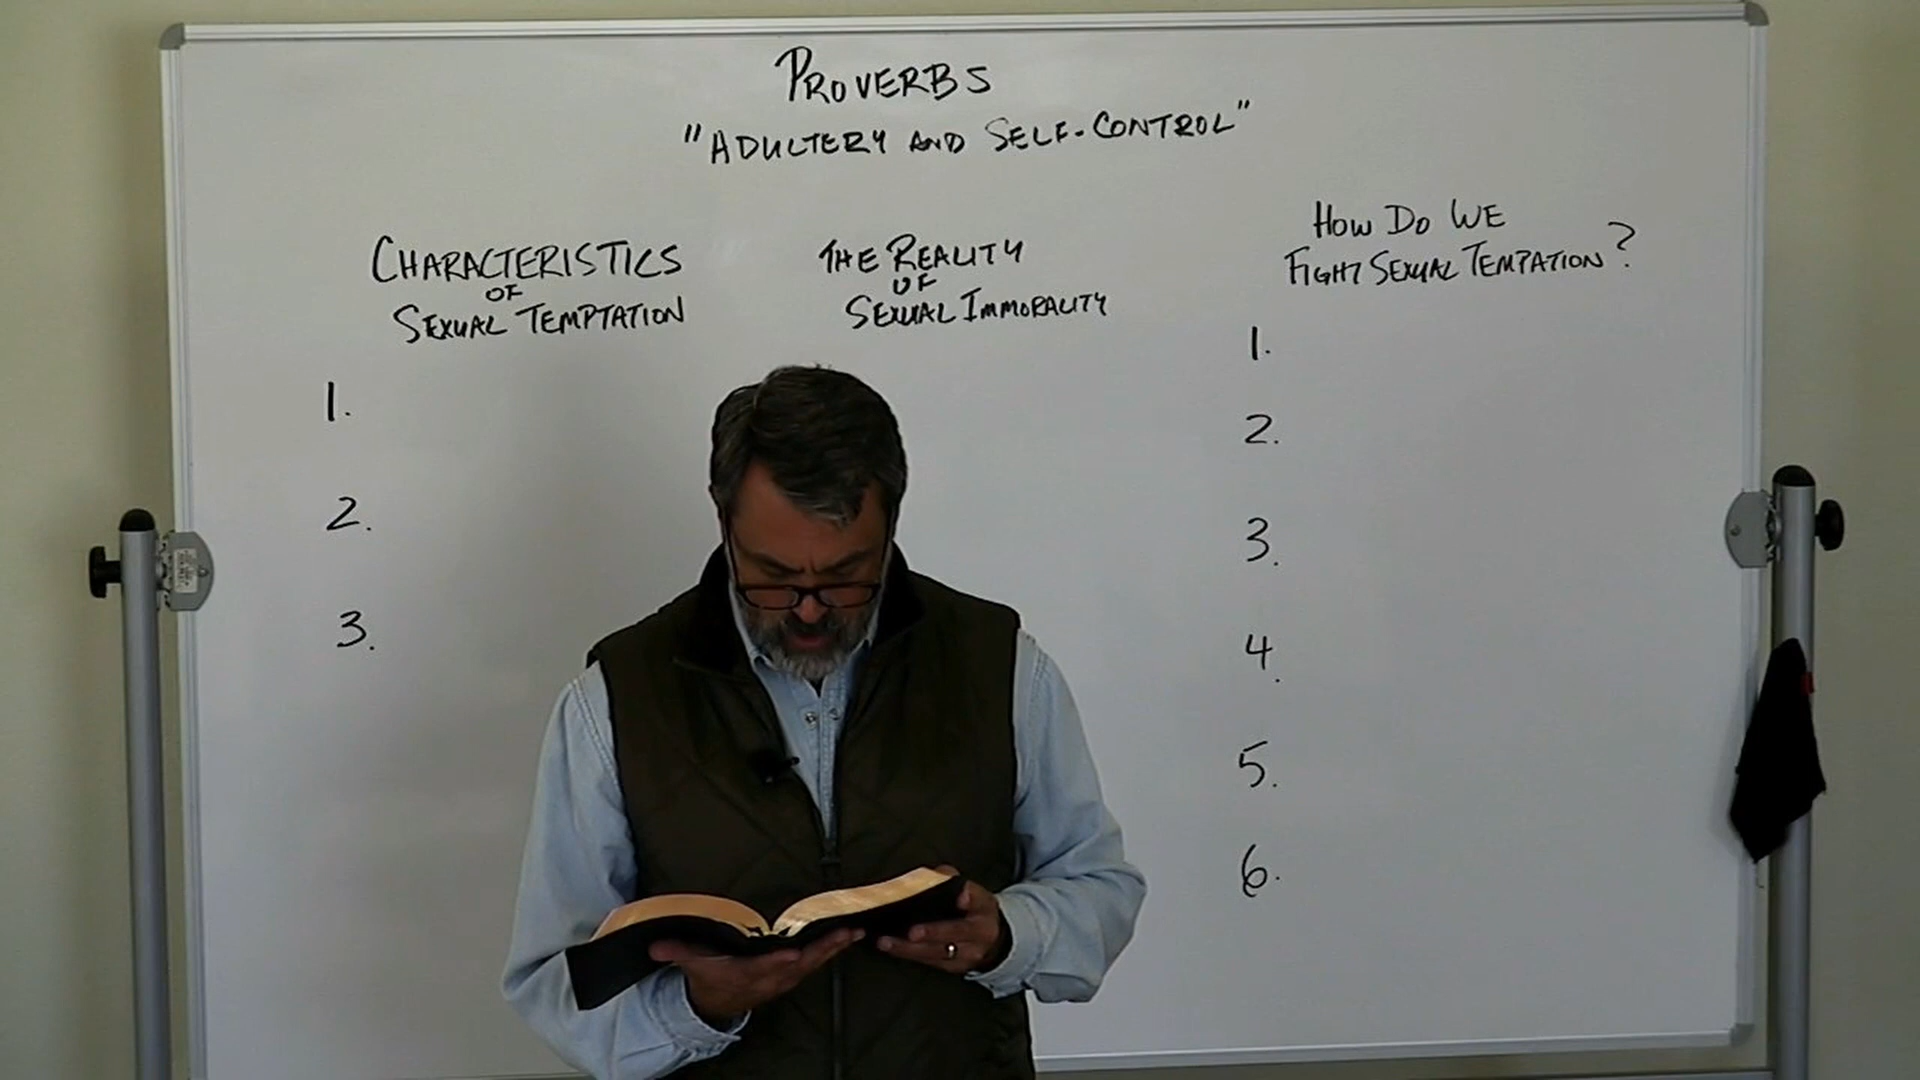 PROVERBS
"ADULTERY AND SELF-CONTROL"
CHARACTERISTICS
OF
SEXUAL TEMPTATION
1.
2.
3.
THE REALITY
OF
SEXUAL IMMORALITY
HOW DO WE
FIGHT SEXUAL TEMPATION?
1.
2.
3.
4.
5.
6.